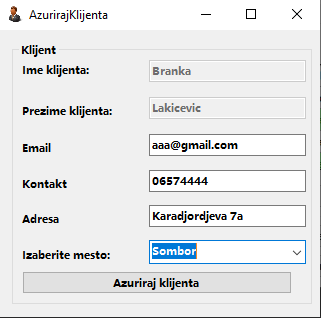 AzurirajKlijenta
Klijent
Ime klijenta: Branka
Prezime klijenta: Lakicevic
Email aaa@gmail.com
Kontakt 06574444
Adresa Karadjordjeva 7a
Izaberite mesto: Sombor
Azuriraj klijenta